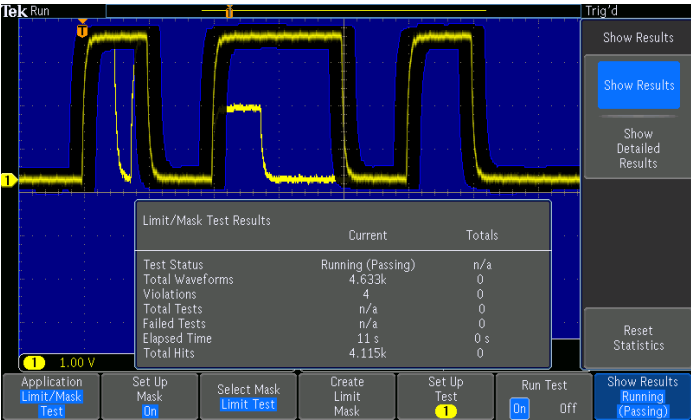 Tek Run Trig'd
T
T
Show Results
Show Results
Show
Detailed
Results
1
Limit/Mask Test Results
Current Totals
Test Status Running (Passing) n/a
Total Waveforms 4.633k 0
Violations 4 0
Total Tests n/a 0
Failed Tests n/a 0
Elapsed Time 11 s 0 s
Total Hits 4.115k 0
Reset
Statistics
1 1.00 V
Application
Limit/Mask
Test
Set Up
Mask
On
Select Mask
Limit Test
Create
Limit
Mask
Set Up
Test
1
Run Test
On Off
Show Results
Running
(Passing)